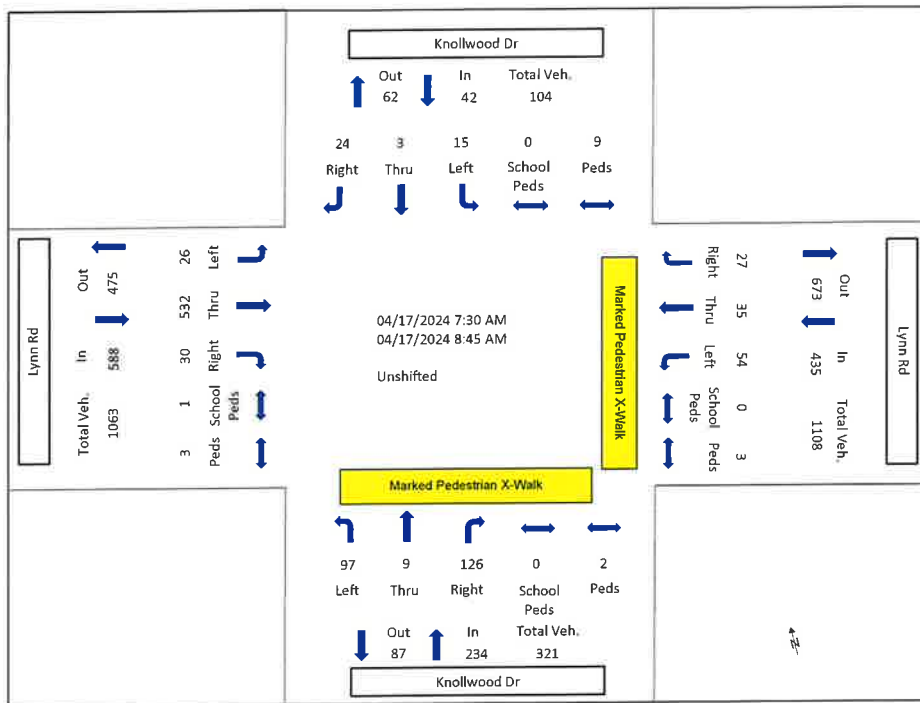 Knollwood Dr
Out In Total Veh.
62 42 104
24 3 15 0 9
Right Thru Left School Peds Peds
Lynn Rd
Out In Total Veh.
475 588 1063
26 532 30 1 3
Left Thru Right School Peds Peds
04/17/2024 7:30 AM
04/17/2024 8:45 AM
Unshifted
Marked Pedestrian X-Walk
27 35 54 0 3
Right Thru Left School Peds Peds
Out In Total Veh.
673 435 1108
Lynn Rd
Marked Pedestrian X-Walk
97 9 126 0 2
Left Thru Right School Peds Peds
Out In Total Veh.
87 234 321
Knollwood Dr
N